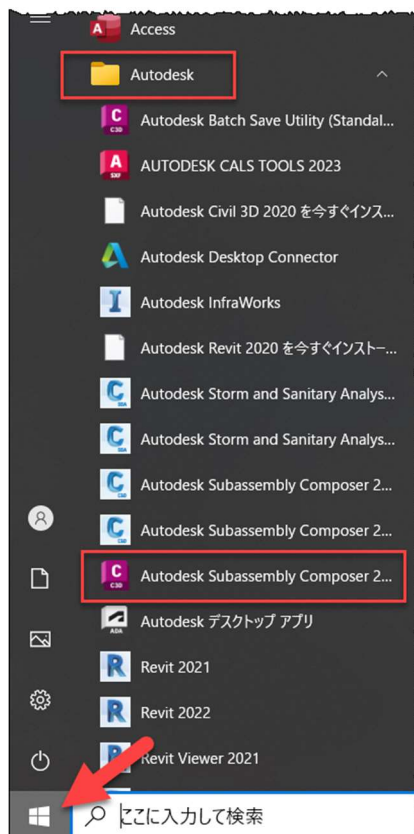 Access
Autodesk
Autodesk Batch Save Utility (Standal...
AUTODESK CALS TOOLS 2023
Autodesk Civil 3D 2020 を今すぐインス...
Autodesk Desktop Connector
Autodesk InfraWorks
Autodesk Revit 2020 を今すぐインストー...
Autodesk Storm and Sanitary Analys...
Autodesk Storm and Sanitary Analys...
Autodesk Subassembly Composer 2...
Autodesk Subassembly Composer 2...
Autodesk Subassembly Composer 2...
Autodesk デスクトップ アプリ
Revit 2021
Revit 2022
Revit Viewer 2021
ここに入力して検索